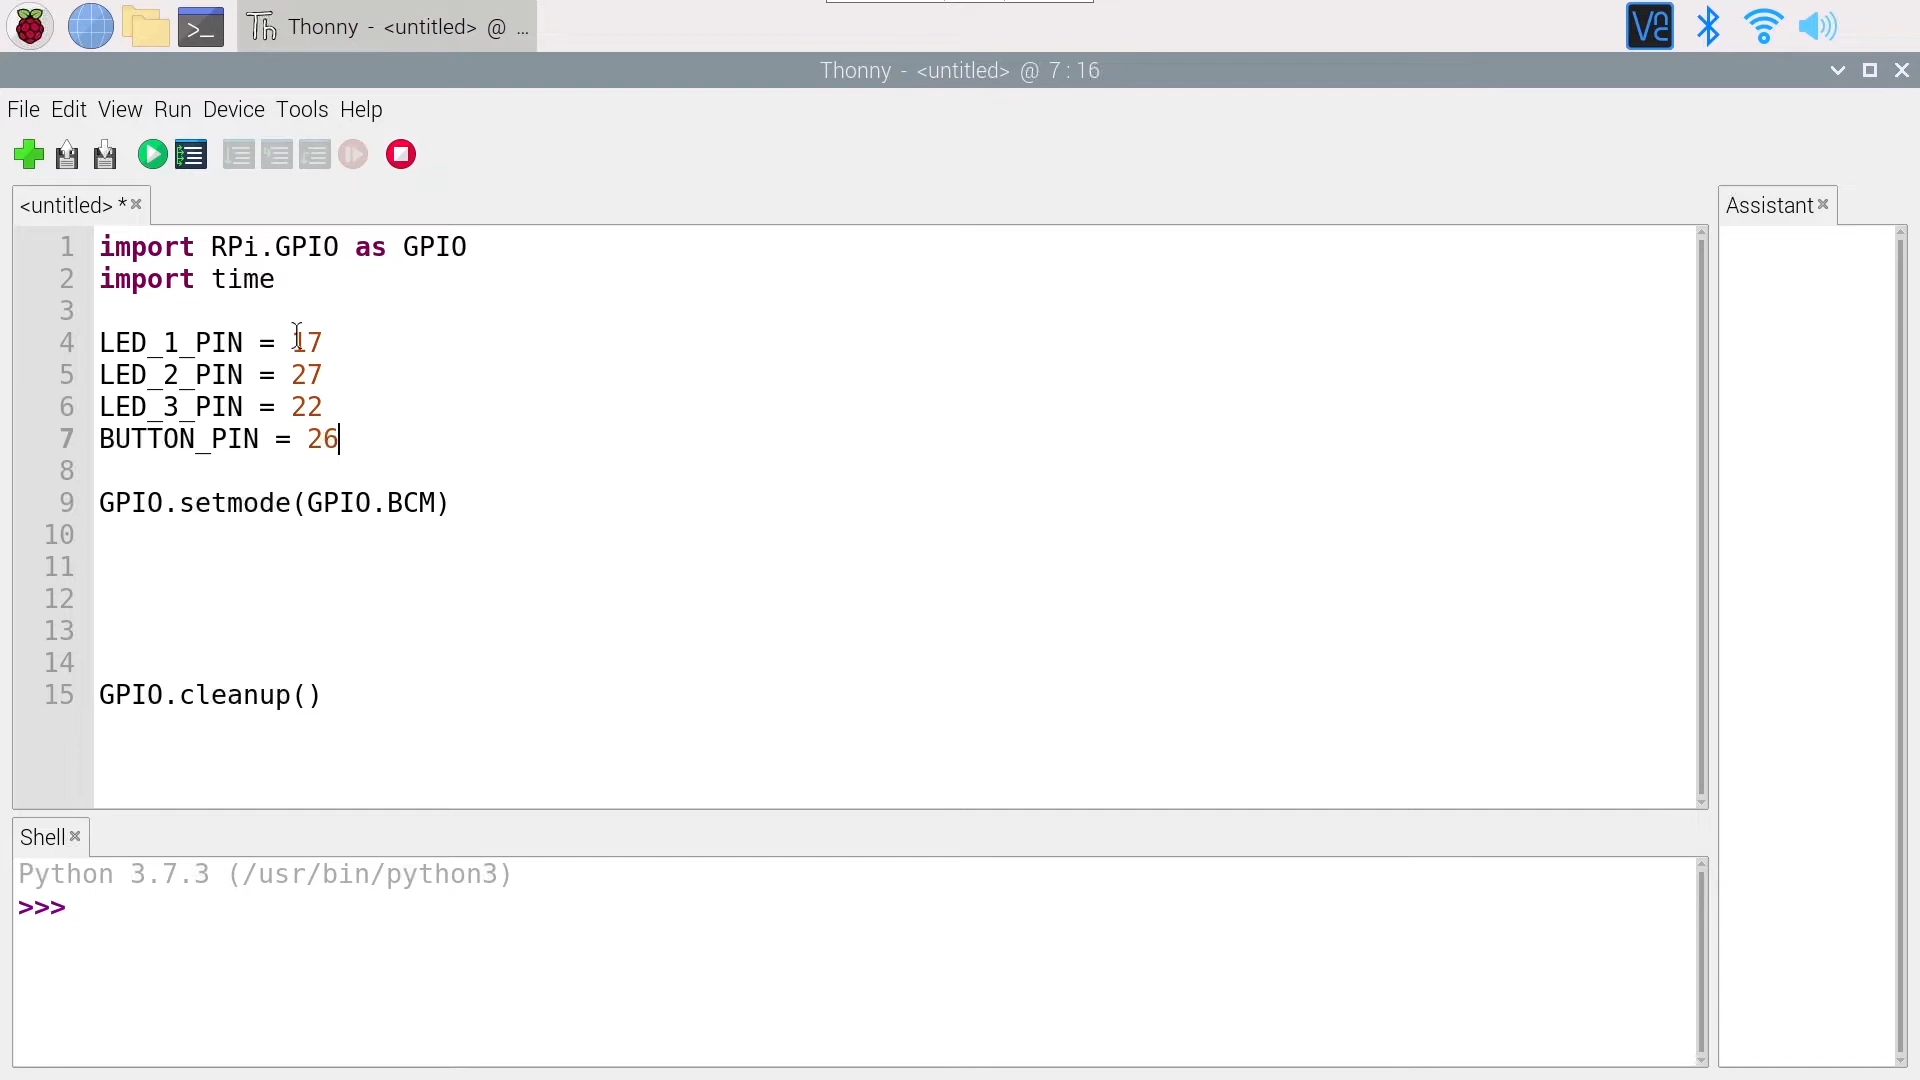 Thonny - <untitled> @ ...
Thonny - <untitled> @ 7 : 16
File Edit View Run Device Tools Help
<untitled> *
Assistant
1 import RPi.GPIO as GPIO
2 import time
3
4 LED_1_PIN = 17
5 LED_2_PIN = 27
6 LED_3_PIN = 22
7 BUTTON_PIN = 26
8
9 GPIO.setmode(GPIO.BCM)
10
11
12
13
14
15 GPIO.cleanup()
Shell
Python 3.7.3 (/usr/bin/python3)
>>>